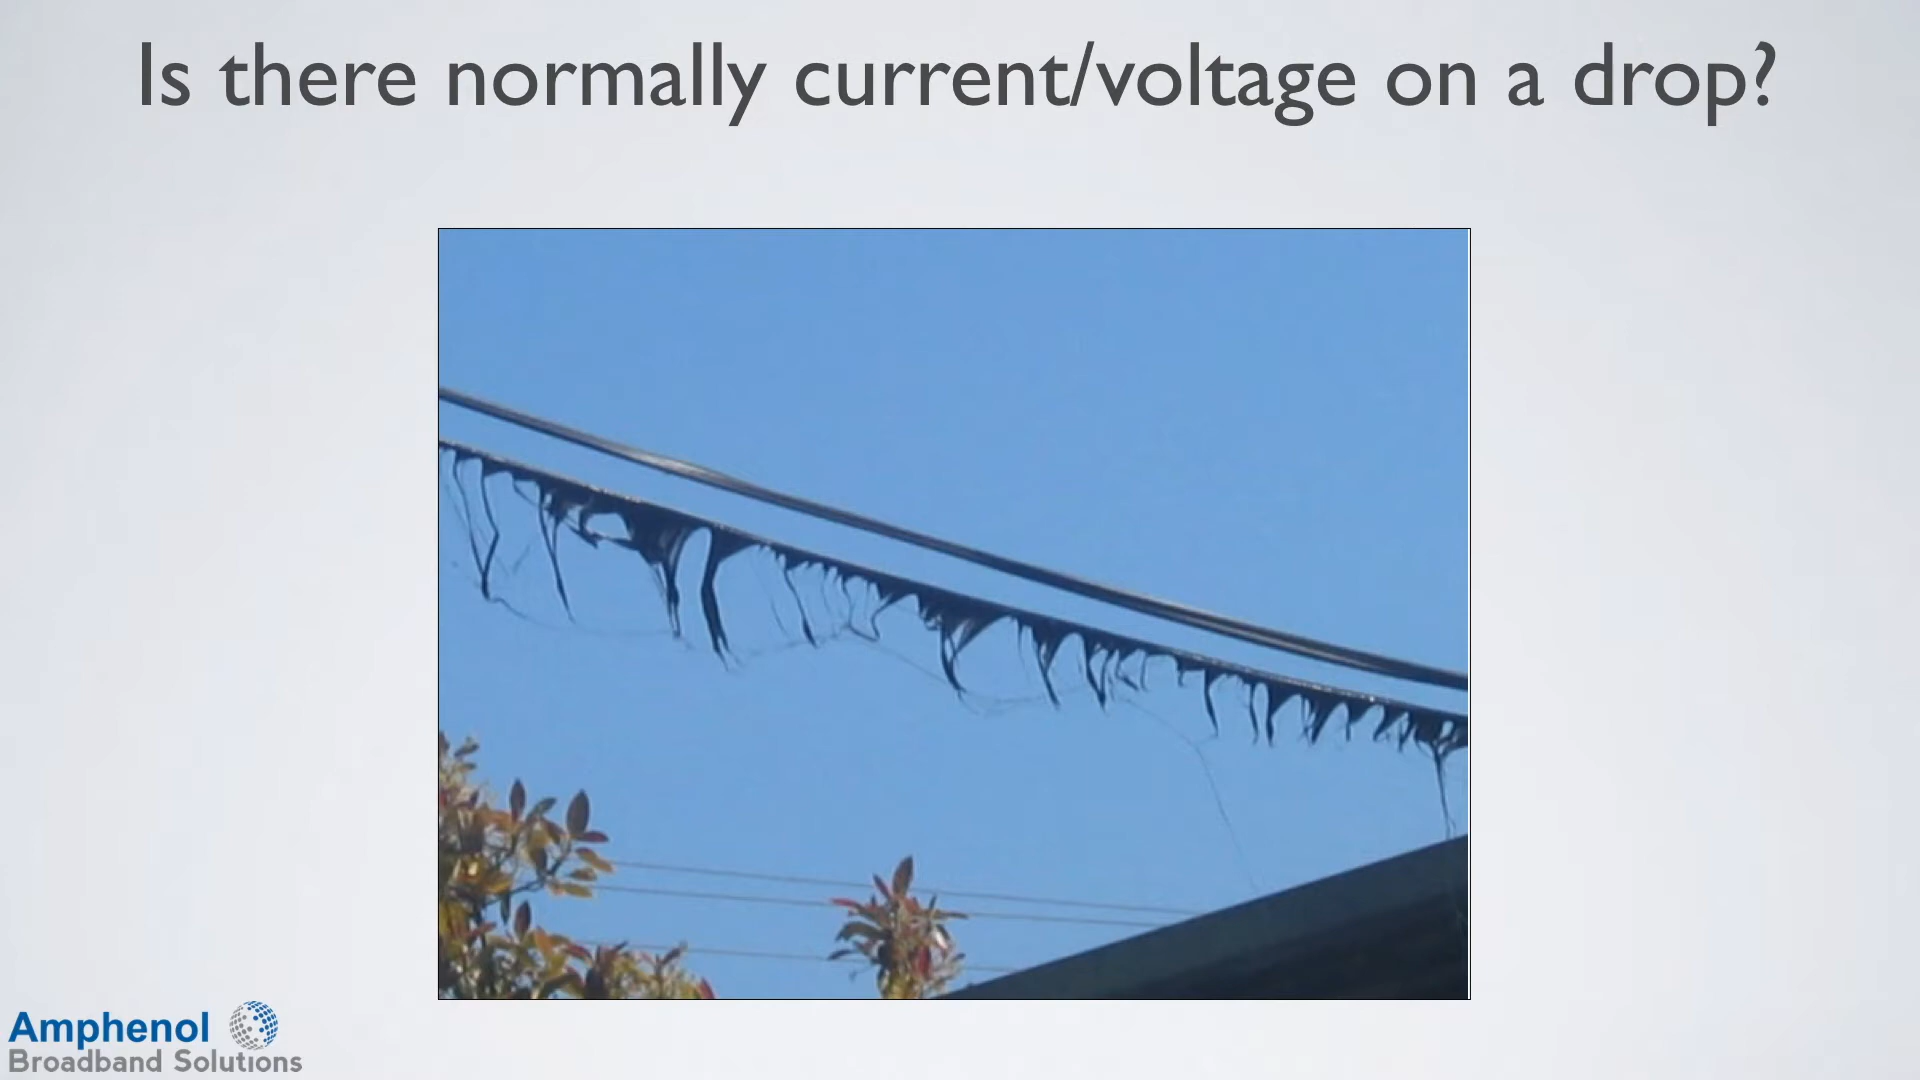 Is there normally current/voltage on a drop?
Amphenol
Broadband Solutions